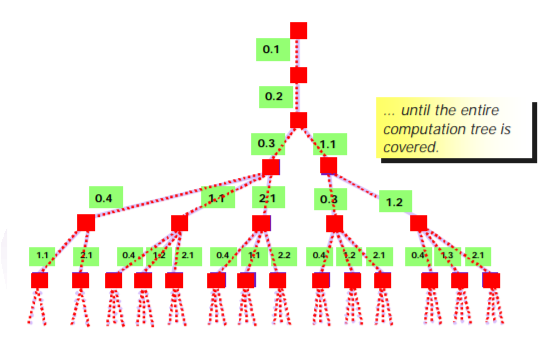 0.1
0.2
... until the entire
computation tree is
covered.
0.3 1.1
0.4 1.1 2.1 0.3 1.2
1.1 2.1 0.4 1.2 2.1 0.4 1.1 2.2 0.4 1.2 2.1 0.4 1.3 2.1